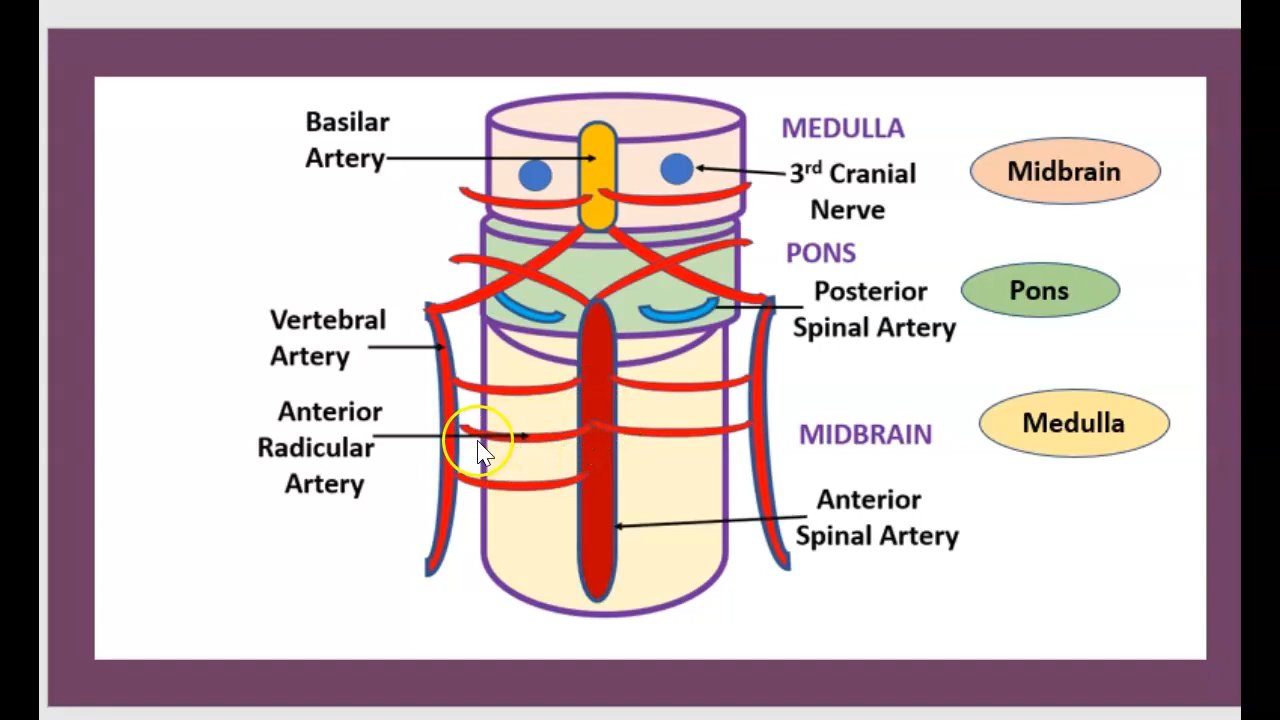 Basilar
Artery
MEDULLA
3rd Cranial
Nerve
Midbrain
PONS
Posterior
Spinal Artery
Pons
Vertebral
Artery
Anterior
Radicular
Artery
MIDBRAIN
Medulla
Anterior
Spinal Artery